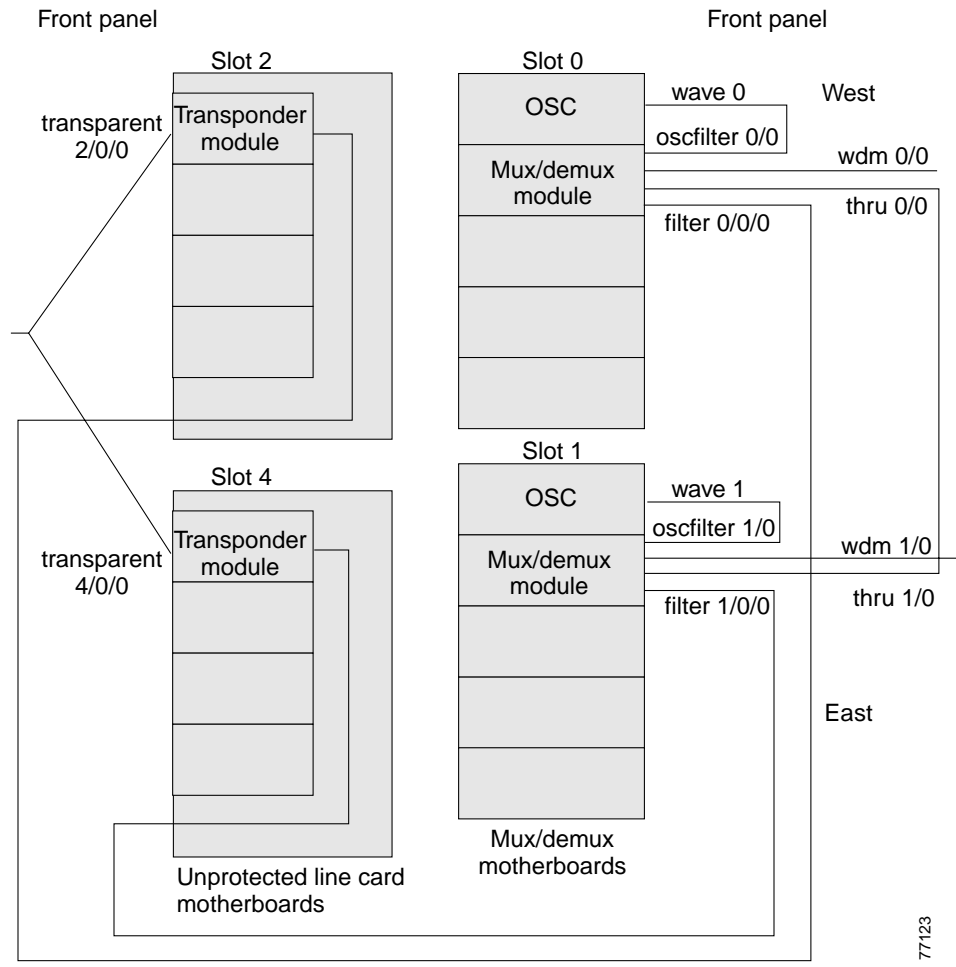 Front panel
Front panel
Slot 2
Slot 0
transparent
2/0/0
Transponder
module
OSC
wave 0
West
oscfilter 0/0
Mux/demux
module
wdm 0/0
filter 0/0/0
thru 0/0
Slot 4
Slot 1
transparent
4/0/0
Transponder
module
OSC
wave 1
oscfilter 1/0
Mux/demux
module
wdm 1/0
filter 1/0/0
thru 1/0
East
Unprotected line card
motherboards
Mux/demux
motherboards
77123